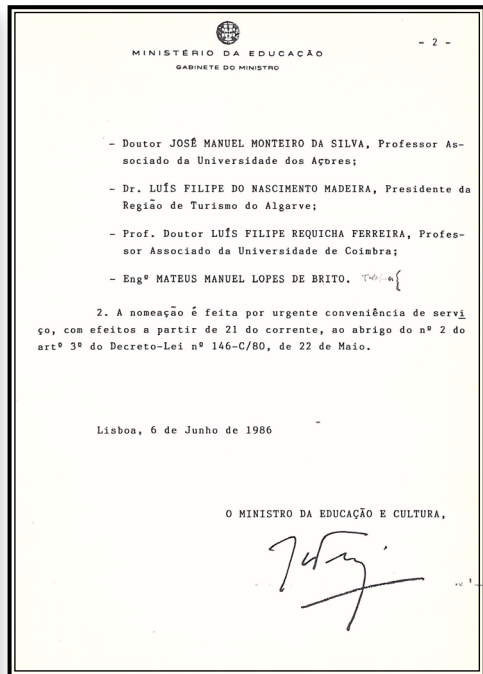 - 2 -
MINISTÉRIO DA EDUCAÇÃO
GABINETE DO MINISTRO
- Doutor JOSÉ MANUEL MONTEIRO DA SILVA, Professor As-
sociado da Universidade dos Açores;
- Dr. LUÍS FILIPE DO NASCIMENTO MADEIRA, Presidente da
Região de Turismo do Algarve;
- Prof. Doutor LUÍS FILIPE REQUICHA FERREIRA, Profes-
sor Associado da Universidade de Coimbra;
- Engº MATEUS MANUEL LOPES DE BRITO.
2. A nomeação é feita por urgente conveniência de servi
ço, com efeitos a partir de 21 do corrente, ao abrigo do nº 2 do
artº 3º do Decreto-Lei nº 146-C/80, de 22 de Maio.
Lisboa, 6 de Junho de 1986
O MINISTRO DA EDUCAÇÃO E CULTURA,